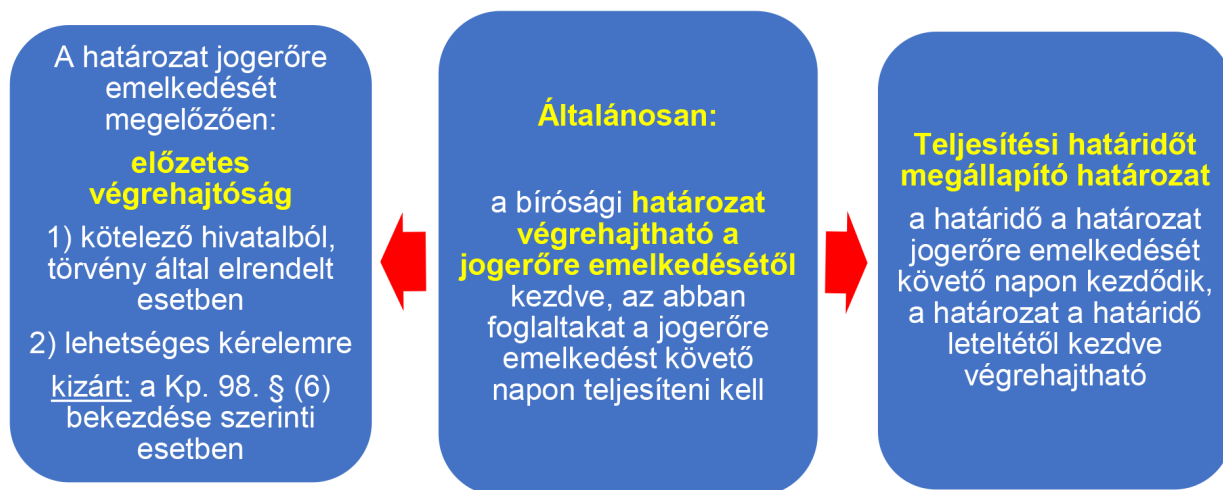 A határozat jogerőre
emelkedését
megelőzően:
előzetes
végrehajtóság
1) kötelező hivatalból,
törvény által elrendelt
esetben
2) lehetséges kérelemre
kizárt: a Kp. 98. § (6)
bekezdése szerinti
esetben
Általánosan:
a bírósági határozat
végrehajtható a
jogerőre emelkedésétől
kezdve, az abban
foglaltakat a jogerőre
emelkedést követő
napon teljesíteni kell
Teljesítési határidőt
megállapító határozat
a határidő a határozat
jogerőre emelkedését
követő napon kezdődik,
a határozat a határidő
leteltétől kezdve
végrehajtható